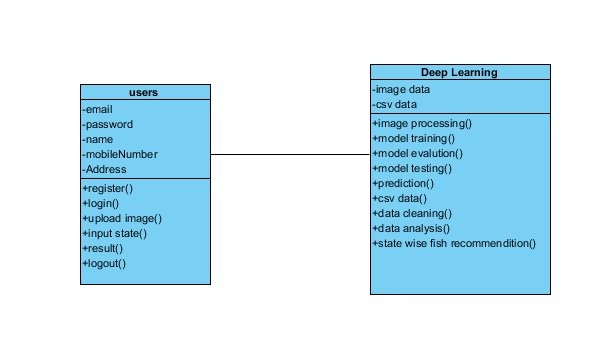 users
-email
-password
-name
-mobileNumber
-Address
+register()
+login()
+upload image()
+input state()
+result()
+logout()
Deep Learning
-image data
-csv data
+image processing()
+model training()
+model evalution()
+model testing()
+prediction()
+csv data()
+data cleaning()
+data analysis()
+state wise fish recommendition()